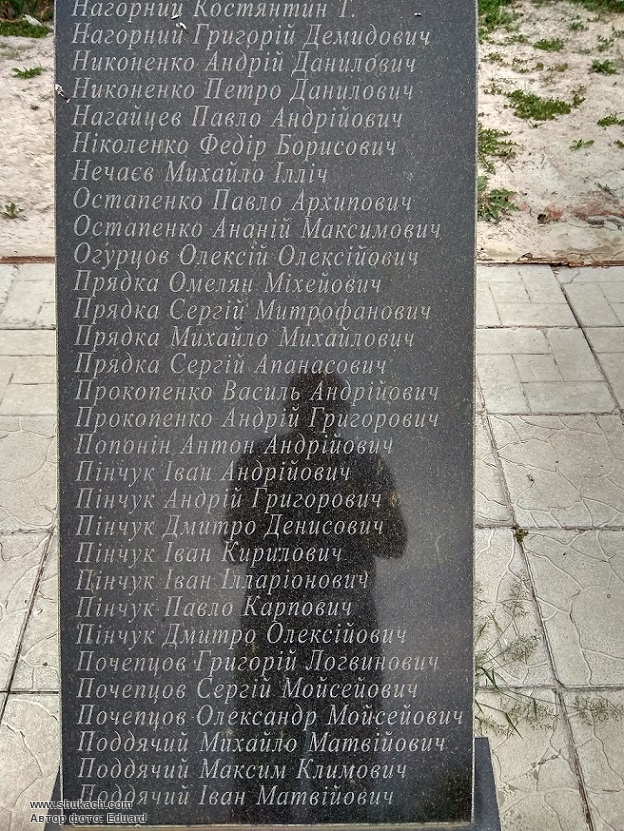 Нагорний Костянтин Т.
Нагорний Григорій Демидович
Никоненко Андрій Данилович
Никоненко Петро Данилович
Нагайцев Павло Андрійович
Ніколенко Федір Борисович
Нечаєв Михайло Ілліч
Остапенко Павло Архипович
Остапенко Ананій Максимович
Огурцов Олексій Олексійович
Прядка Омелян Міхейович
Прядка Сергій Митрофанович
Прядка Михайло Михайлович
Прядка Сергій Апанасович
Прокопенко Василь Андрійович
Прокопенко Андрій Григорович
Попонін Антон Андрійович
Пінчук Іван Андрійович
Пінчук Андрій Григорович
Пінчук Дмитро Денисович
Пінчук Іван Кирилович
Пінчук Іван Ілларіонович
Пінчук Павло Карпович
Пінчук Дмитро Олексійович
Почепцов Григорій Логвинович
Почепцов Сергій Мойсейович
Почепцов Олександр Мойсейович
Поддячий Михайло Матвійович
Поддячий Максим Климович
Поддячий Іван Матвійович
www.shukach.com
Автор фото: Eduard